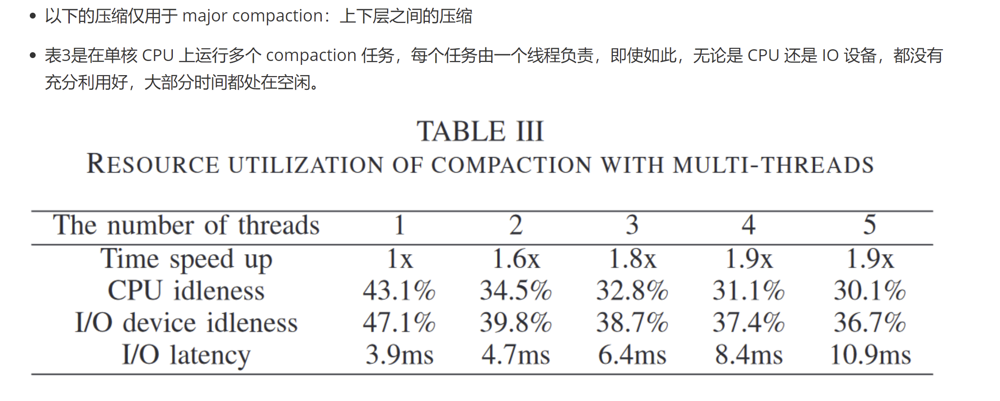 以下的压缩仅用于 major compaction：上下层之间的压缩
表3是在单核 CPU 上运行多个 compaction 任务，每个任务由一个线程负责，即使如此，无论是 CPU 还是 IO 设备，都没有
充分利用好，大部分时间都处在空闲。
TABLE III
RESOURCE UTILIZATION OF COMPACTION WITH MULTI-THREADS
The number of threads 1 2 3 4 5
Time speed up 1x 1.6x 1.8x 1.9x 1.9x
CPU idleness 43.1% 34.5% 32.8% 31.1% 30.1%
I/O device idleness 47.1% 39.8% 38.7% 37.4% 36.7%
I/O latency 3.9ms 4.7ms 6.4ms 8.4ms 10.9ms